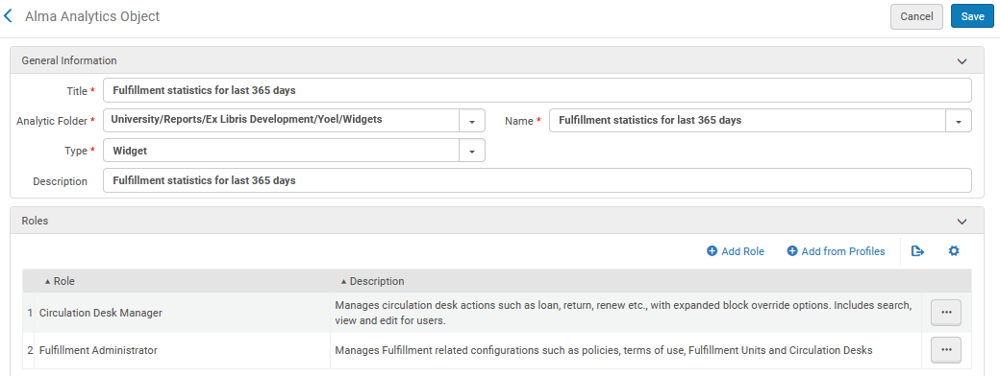 Alma Analytics Object
Cancel
Save
General Information
Title *
Fulfillment statistics for last 365 days
Analytic Folder *
University/Reports/Ex Libris Development/Yoel/Widgets
Name *
Fulfillment statistics for last 365 days
Type *
Widget
Description
Fulfillment statistics for last 365 days
Roles
Add Role
Add from Profiles
Role
Description
1 Circulation Desk Manager
Manages circulation desk actions such as loan, return, renew etc., with expanded block override options. Includes search,
view and edit for users.
2 Fulfillment Administrator
Manages Fulfillment related configurations such as policies, terms of use, Fulfillment Units and Circulation Desks